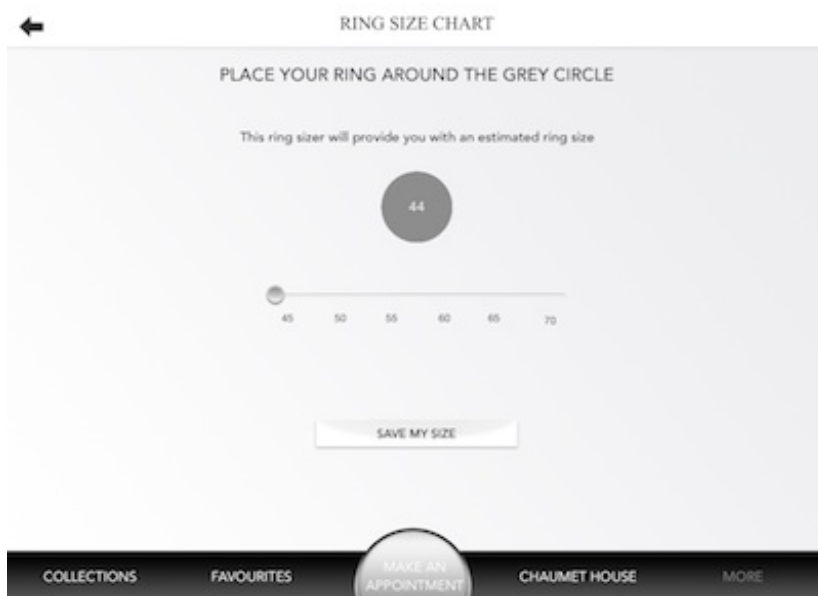 RING SIZE CHART
PLACE YOUR RING AROUND THE GREY CIRCLE
This ring sizer will provide you with an estimated ring size
44
45 50 55 60 65 70
SAVE MY SIZE
COLLECTIONS FAVOURITES MAKE AN APPOINTMENT CHAUMET HOUSE MORE